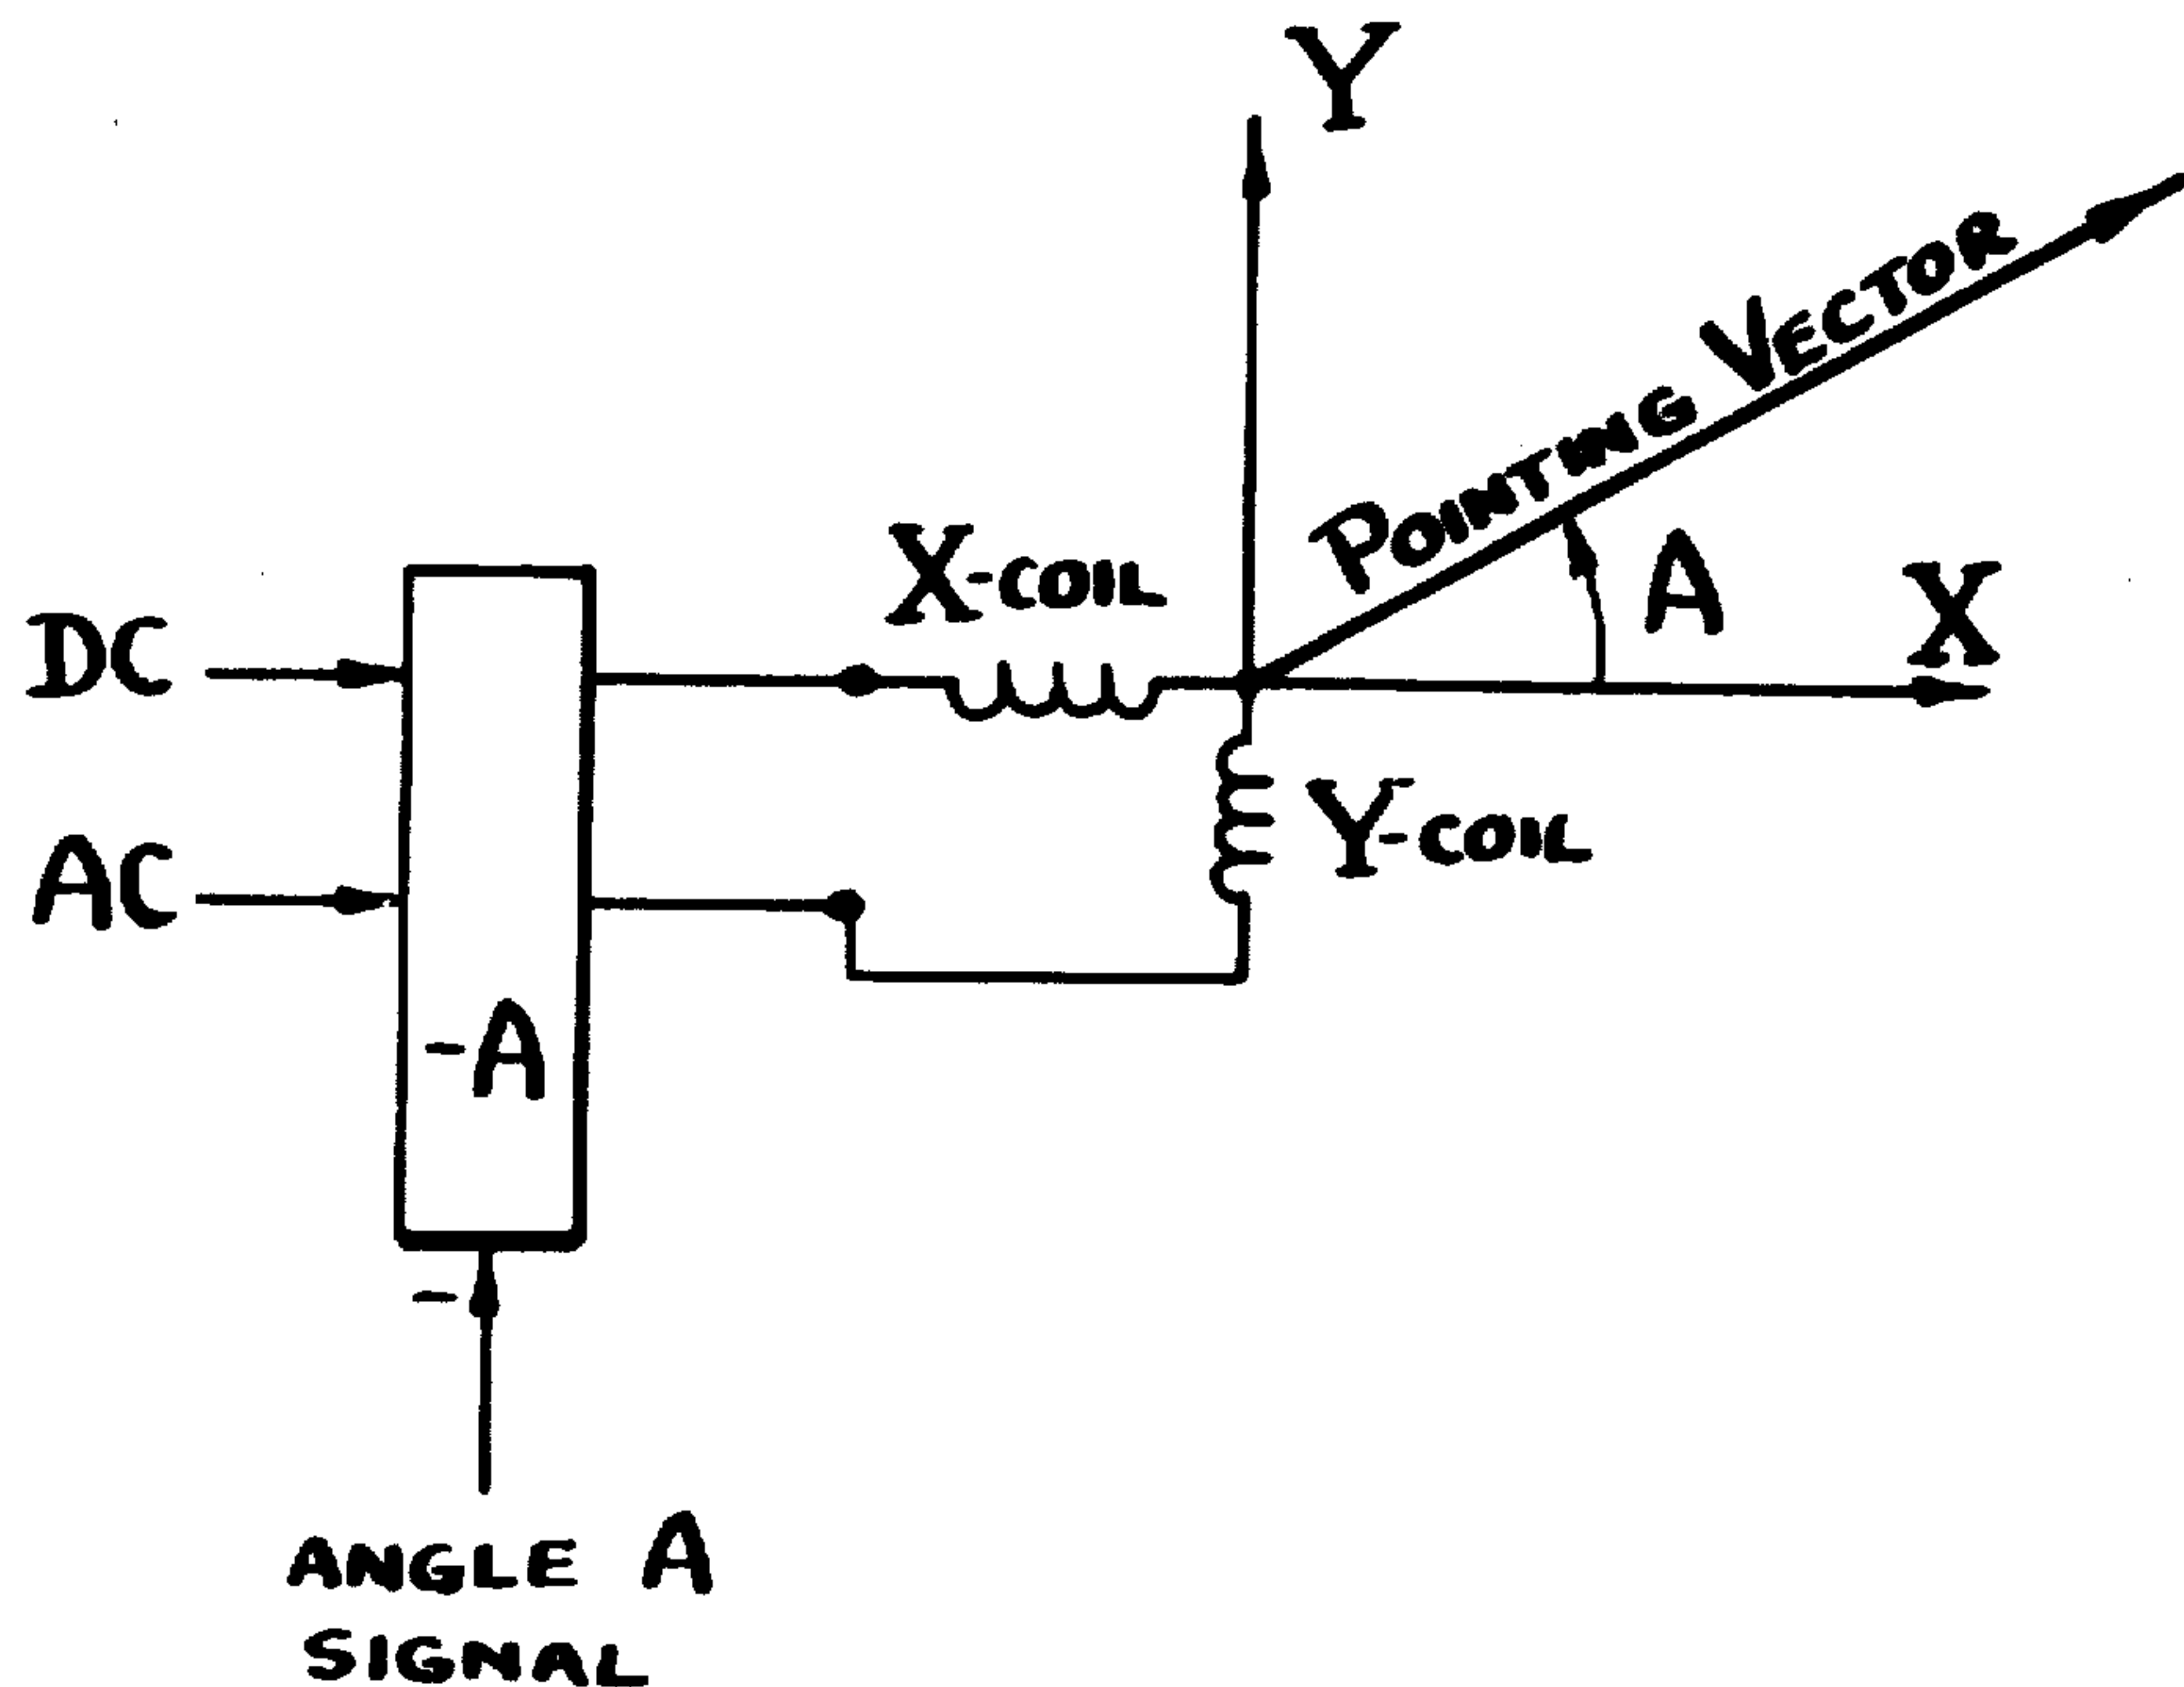 Y
POINTING VECTOR
X-COIL
A
X
DC
Y-COIL
AC
-A
-
ANGLE A
SIGNAL